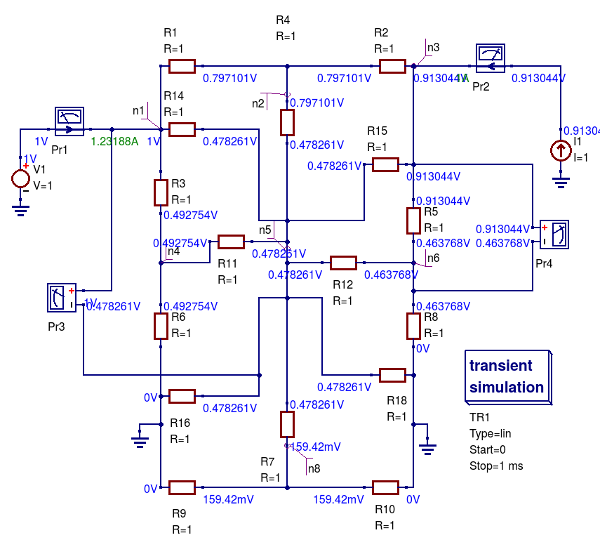 R1
R=1
R4
R=1
R2
R=1
n3
0.797101V
0.797101V
0.913044V
1A
0.913044V
Pr2
n1
R14
R=1
n2
0.797101V
R15
R=1
0.913044V
I1
I=1
1V
Pr1
1.23188A
1V
0.478261V
0.478261V
1V
V1
V=1
0.478261V
0.913044V
R3
R=1
0.913044V
0.492754V
R5
R=1
0.913044V
0.463768V
Pr4
n5
0.492754V
n4
0.478261V
0.463768V
n6
R11
R=1
0.478261V
0.463768V
R12
R=1
1V
0.478261V
Pr3
0.492754V
R6
R=1
0.463768V
R8
R=1
0V
transient
simulation
0V
0.478261V
0.478261V
0.478261V
R18
R=1
TR1
Type=lin
Start=0
Stop=1 ms
R16
R=1
159.42mV
R7
R=1
n8
0V
159.42mV
159.42mV
0V
R9
R=1
R10
R=1